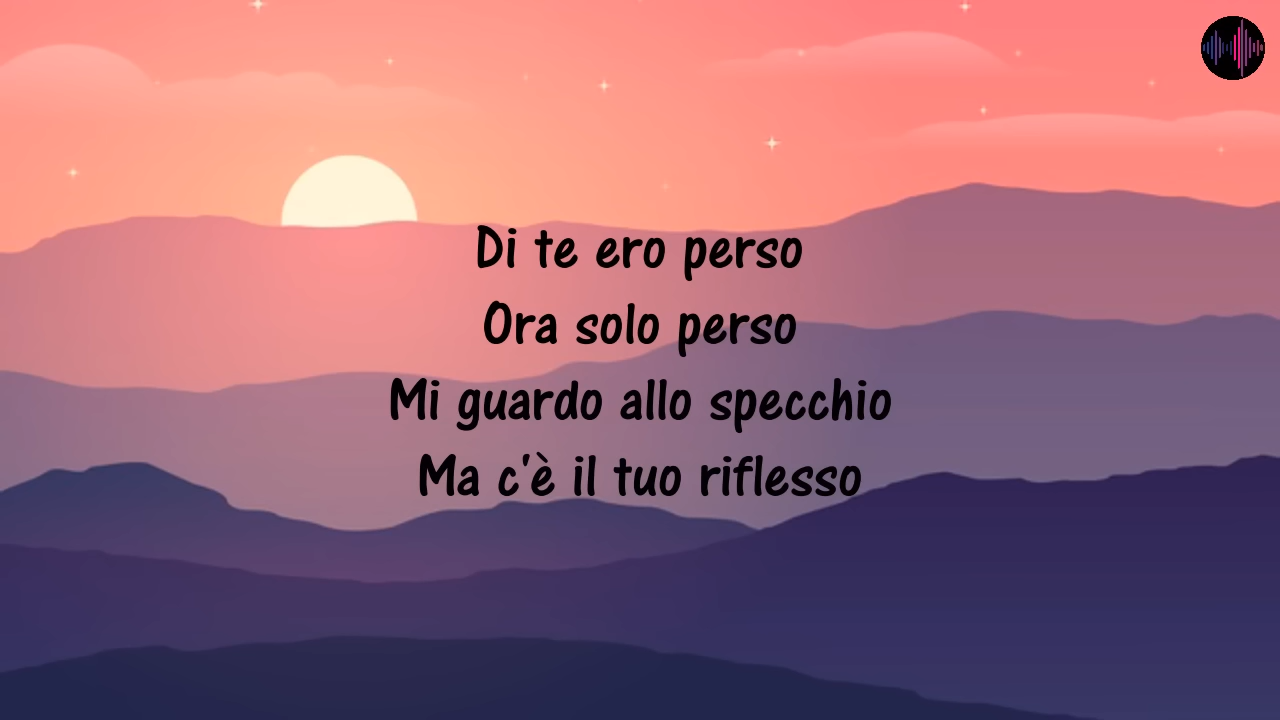 Di te ero perso
Ora solo perso
Mi guardo allo specchio
Ma c'è il tuo riflesso